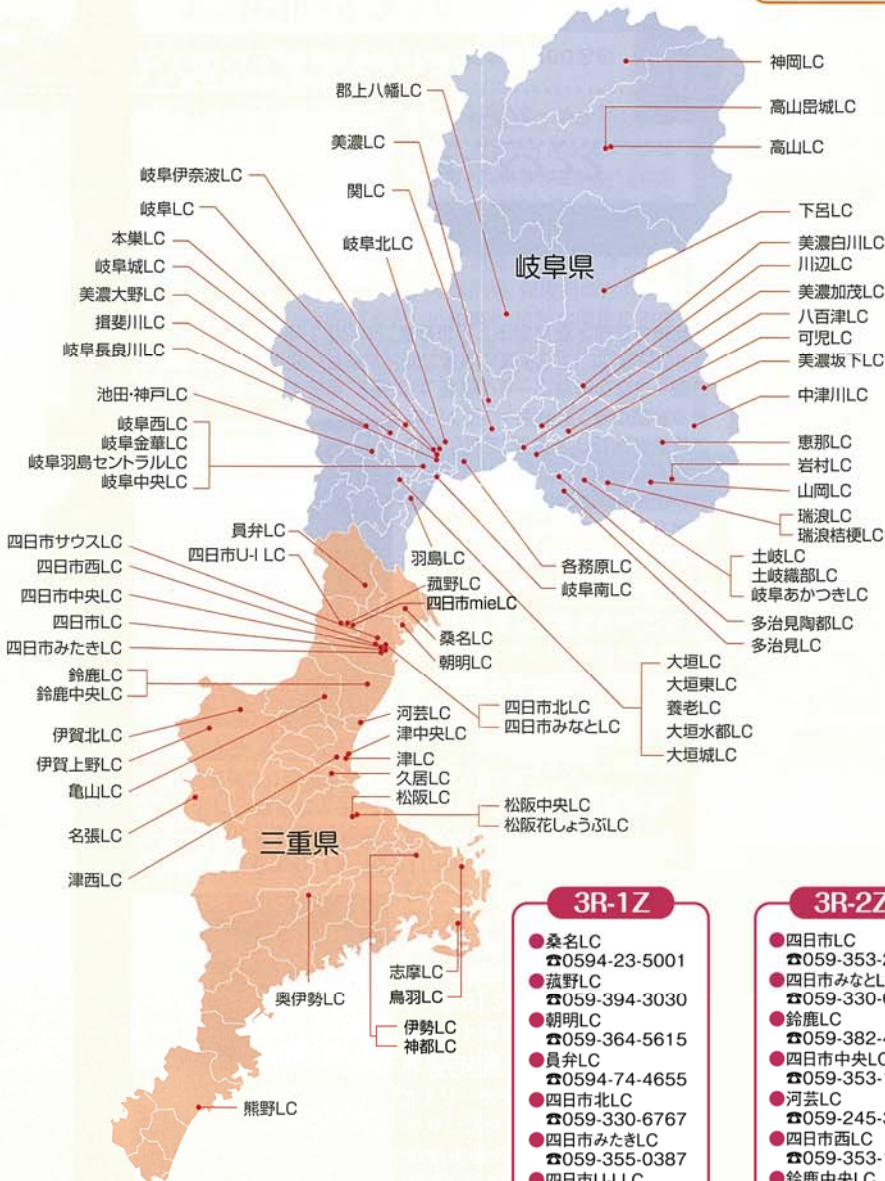 神岡LC
高山嵒城LC
高山LC
郡上八幡LC
美濃LC
関LC
岐阜伊奈波LC
岐阜LC
本巣LC
岐阜城LC
美濃大野LC
揖斐川LC
岐阜長良川LC
岐阜北LC
岐阜県
下呂LC
美濃白川LC
川辺LC
美濃加茂LC
八百津LC
可児LC
美濃坂下LC
中津川LC
恵那LC
岩村LC
山岡LC
瑞浪LC
瑞浪桔梗LC
土岐LC
土岐織部LC
岐阜あかつきLC
多治見陶都LC
多治見LC
池田・神戸LC
岐阜西LC
岐阜金華LC
岐阜羽島セントラルLC
岐阜中央LC
羽島LC
各務原LC
岐阜南LC
大垣LC
大垣東LC
養老LC
大垣水都LC
大垣城LC
員弁LC
四日市U-I LC
四日市サウスLC
四日市西LC
四日市中央LC
四日市LC
四日市みたきLC
菰野LC
四日市mieLC
桑名LC
朝明LC
四日市北LC
四日市みなとLC
鈴鹿LC
鈴鹿中央LC
伊賀北LC
伊賀上野LC
亀山LC
名張LC
津西LC
河芸LC
津中央LC
津LC
久居LC
松阪LC
松阪中央LC
松阪花しょうぶLC
三重県
奥伊勢LC
志摩LC
鳥羽LC
伊勢LC
神都LC
熊野LC
3R-1Z
●桑名LC
☎0594-23-5001
●菰野LC
☎059-394-3030
●朝明LC
☎059-364-5615
●員弁LC
☎0594-74-4655
●四日市北LC
☎059-330-6767
●四日市みたきLC
☎059-355-0387
●四日市U-I LC
3R-2Z
●四日市LC
☎059-353-
●四日市みなとL
☎059-330-
●鈴鹿LC
☎059-382-
●四日市中央LC
☎059-353-
●河芸LC
☎059-245-
●四日市西LC
☎059-353-
●鈴鹿中央LC